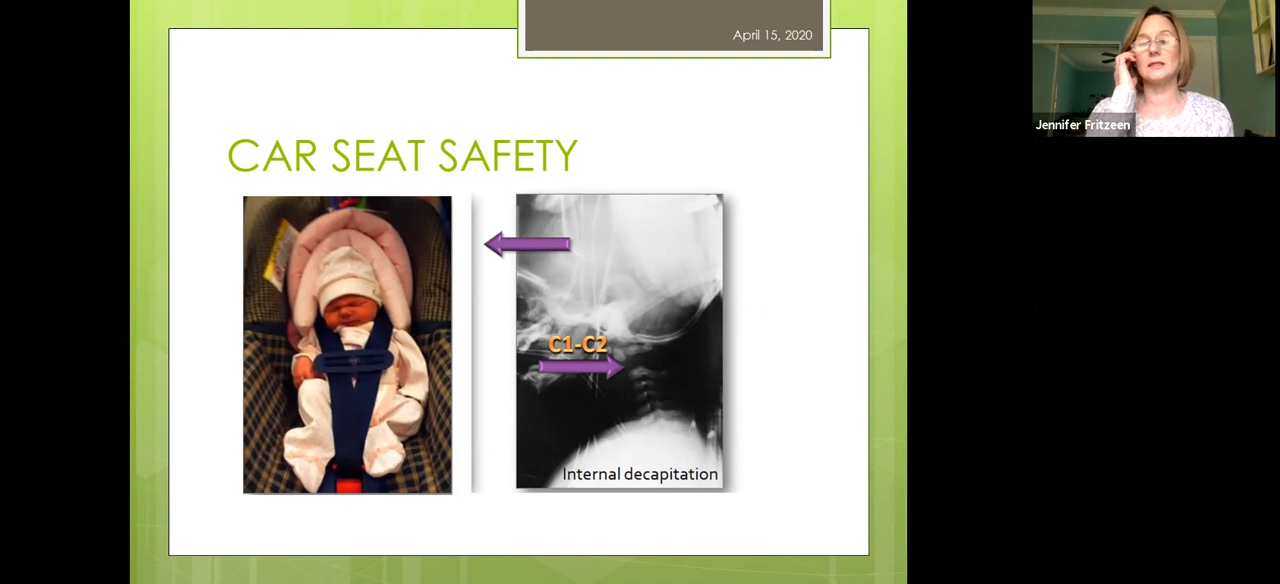 April 15, 2020
Jennifer Fritzeen
CAR SEAT SAFETY
C1-C2
Internal decapitation